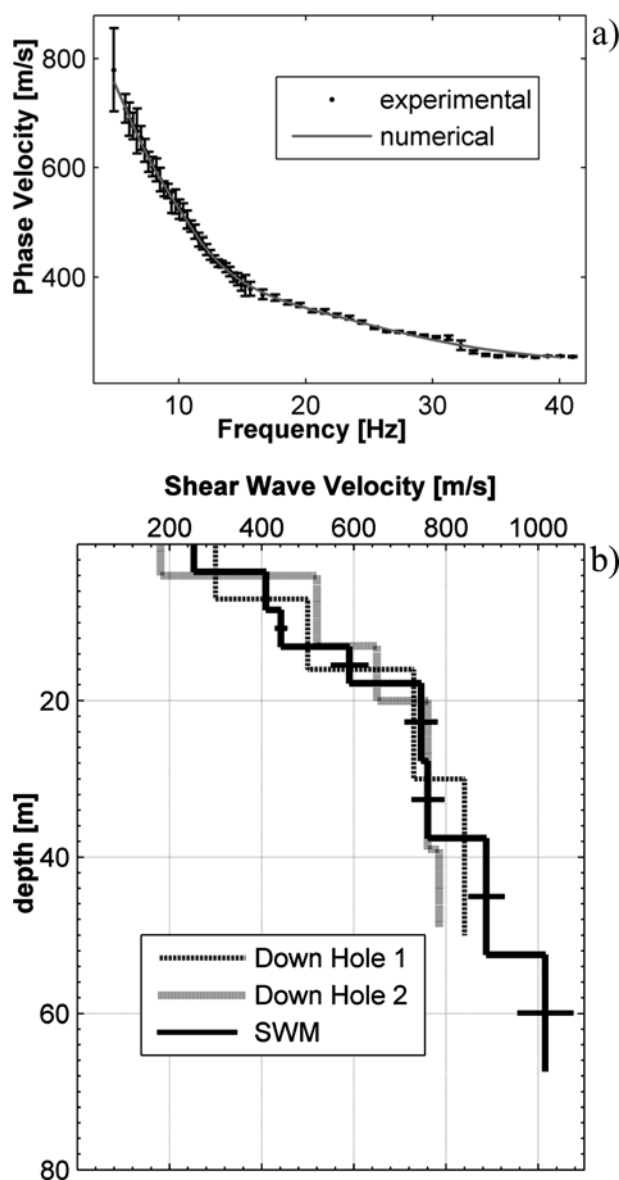 a)
800
600
400
Phase Velocity [m/s]
experimental
numerical
10
20
30
40
Frequency [Hz]
Shear Wave Velocity [m/s]
200 400 600 800 1000
b)
20
40
60
80
depth [m]
Down Hole 1
Down Hole 2
SWM